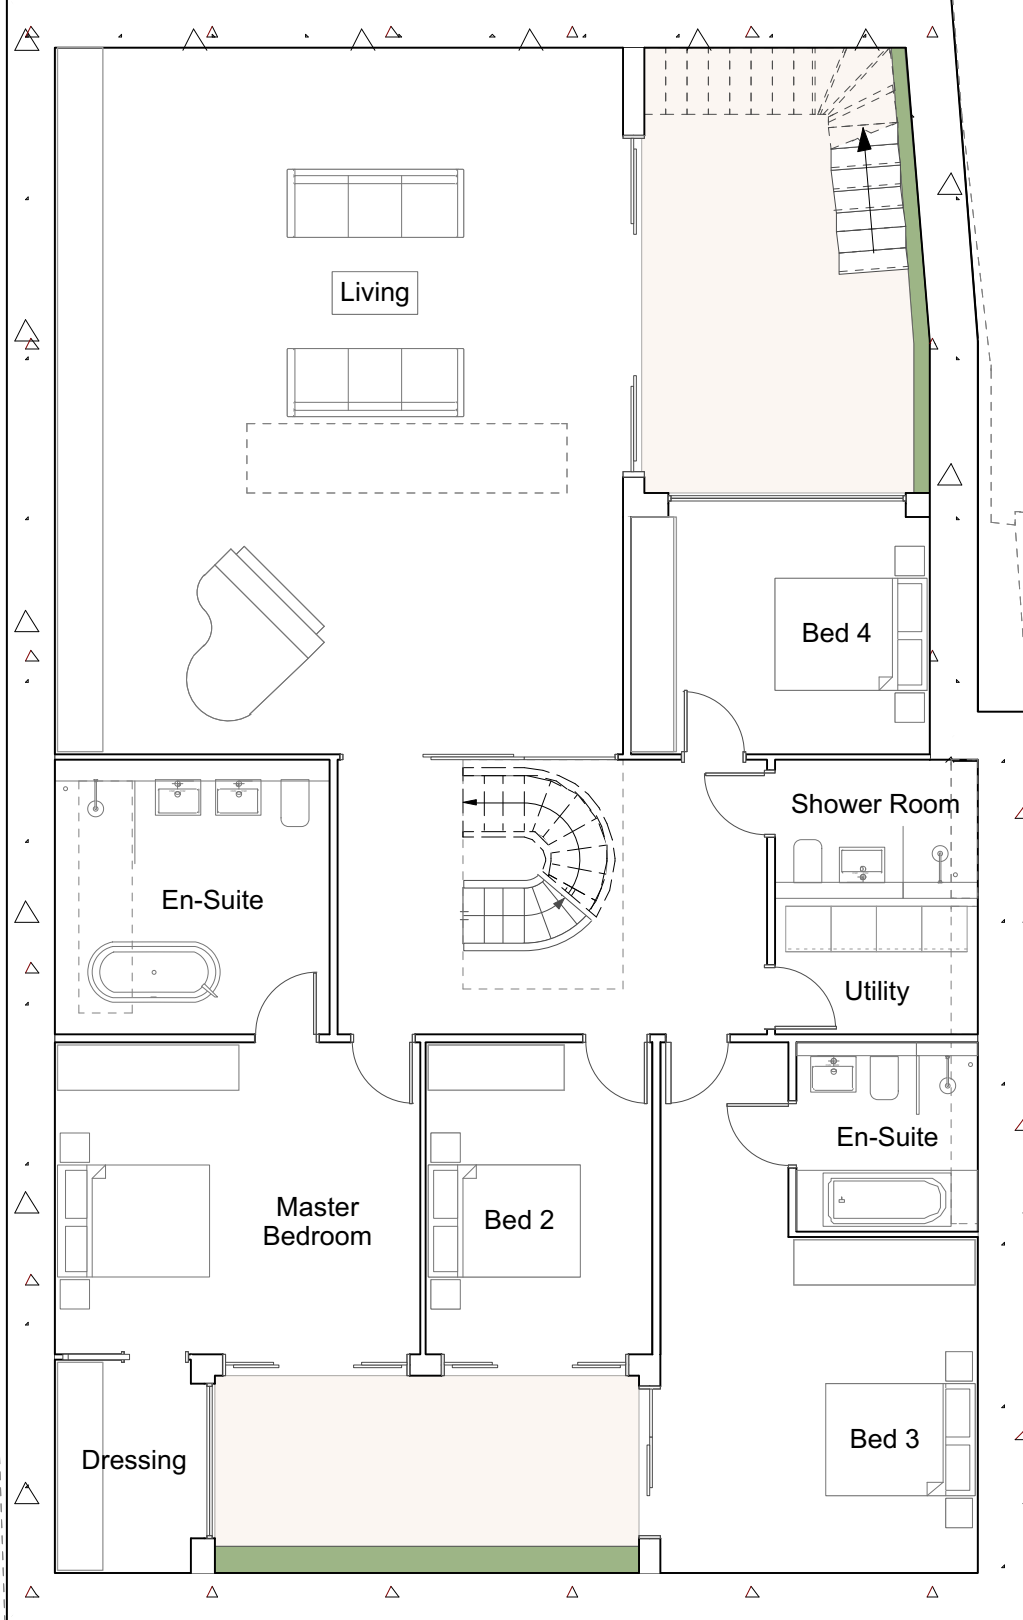 Living
Bed 4
Shower Room
En-Suite
Utility
En-Suite
Master
Bedroom
Bed 2
Bed 3
Dressing